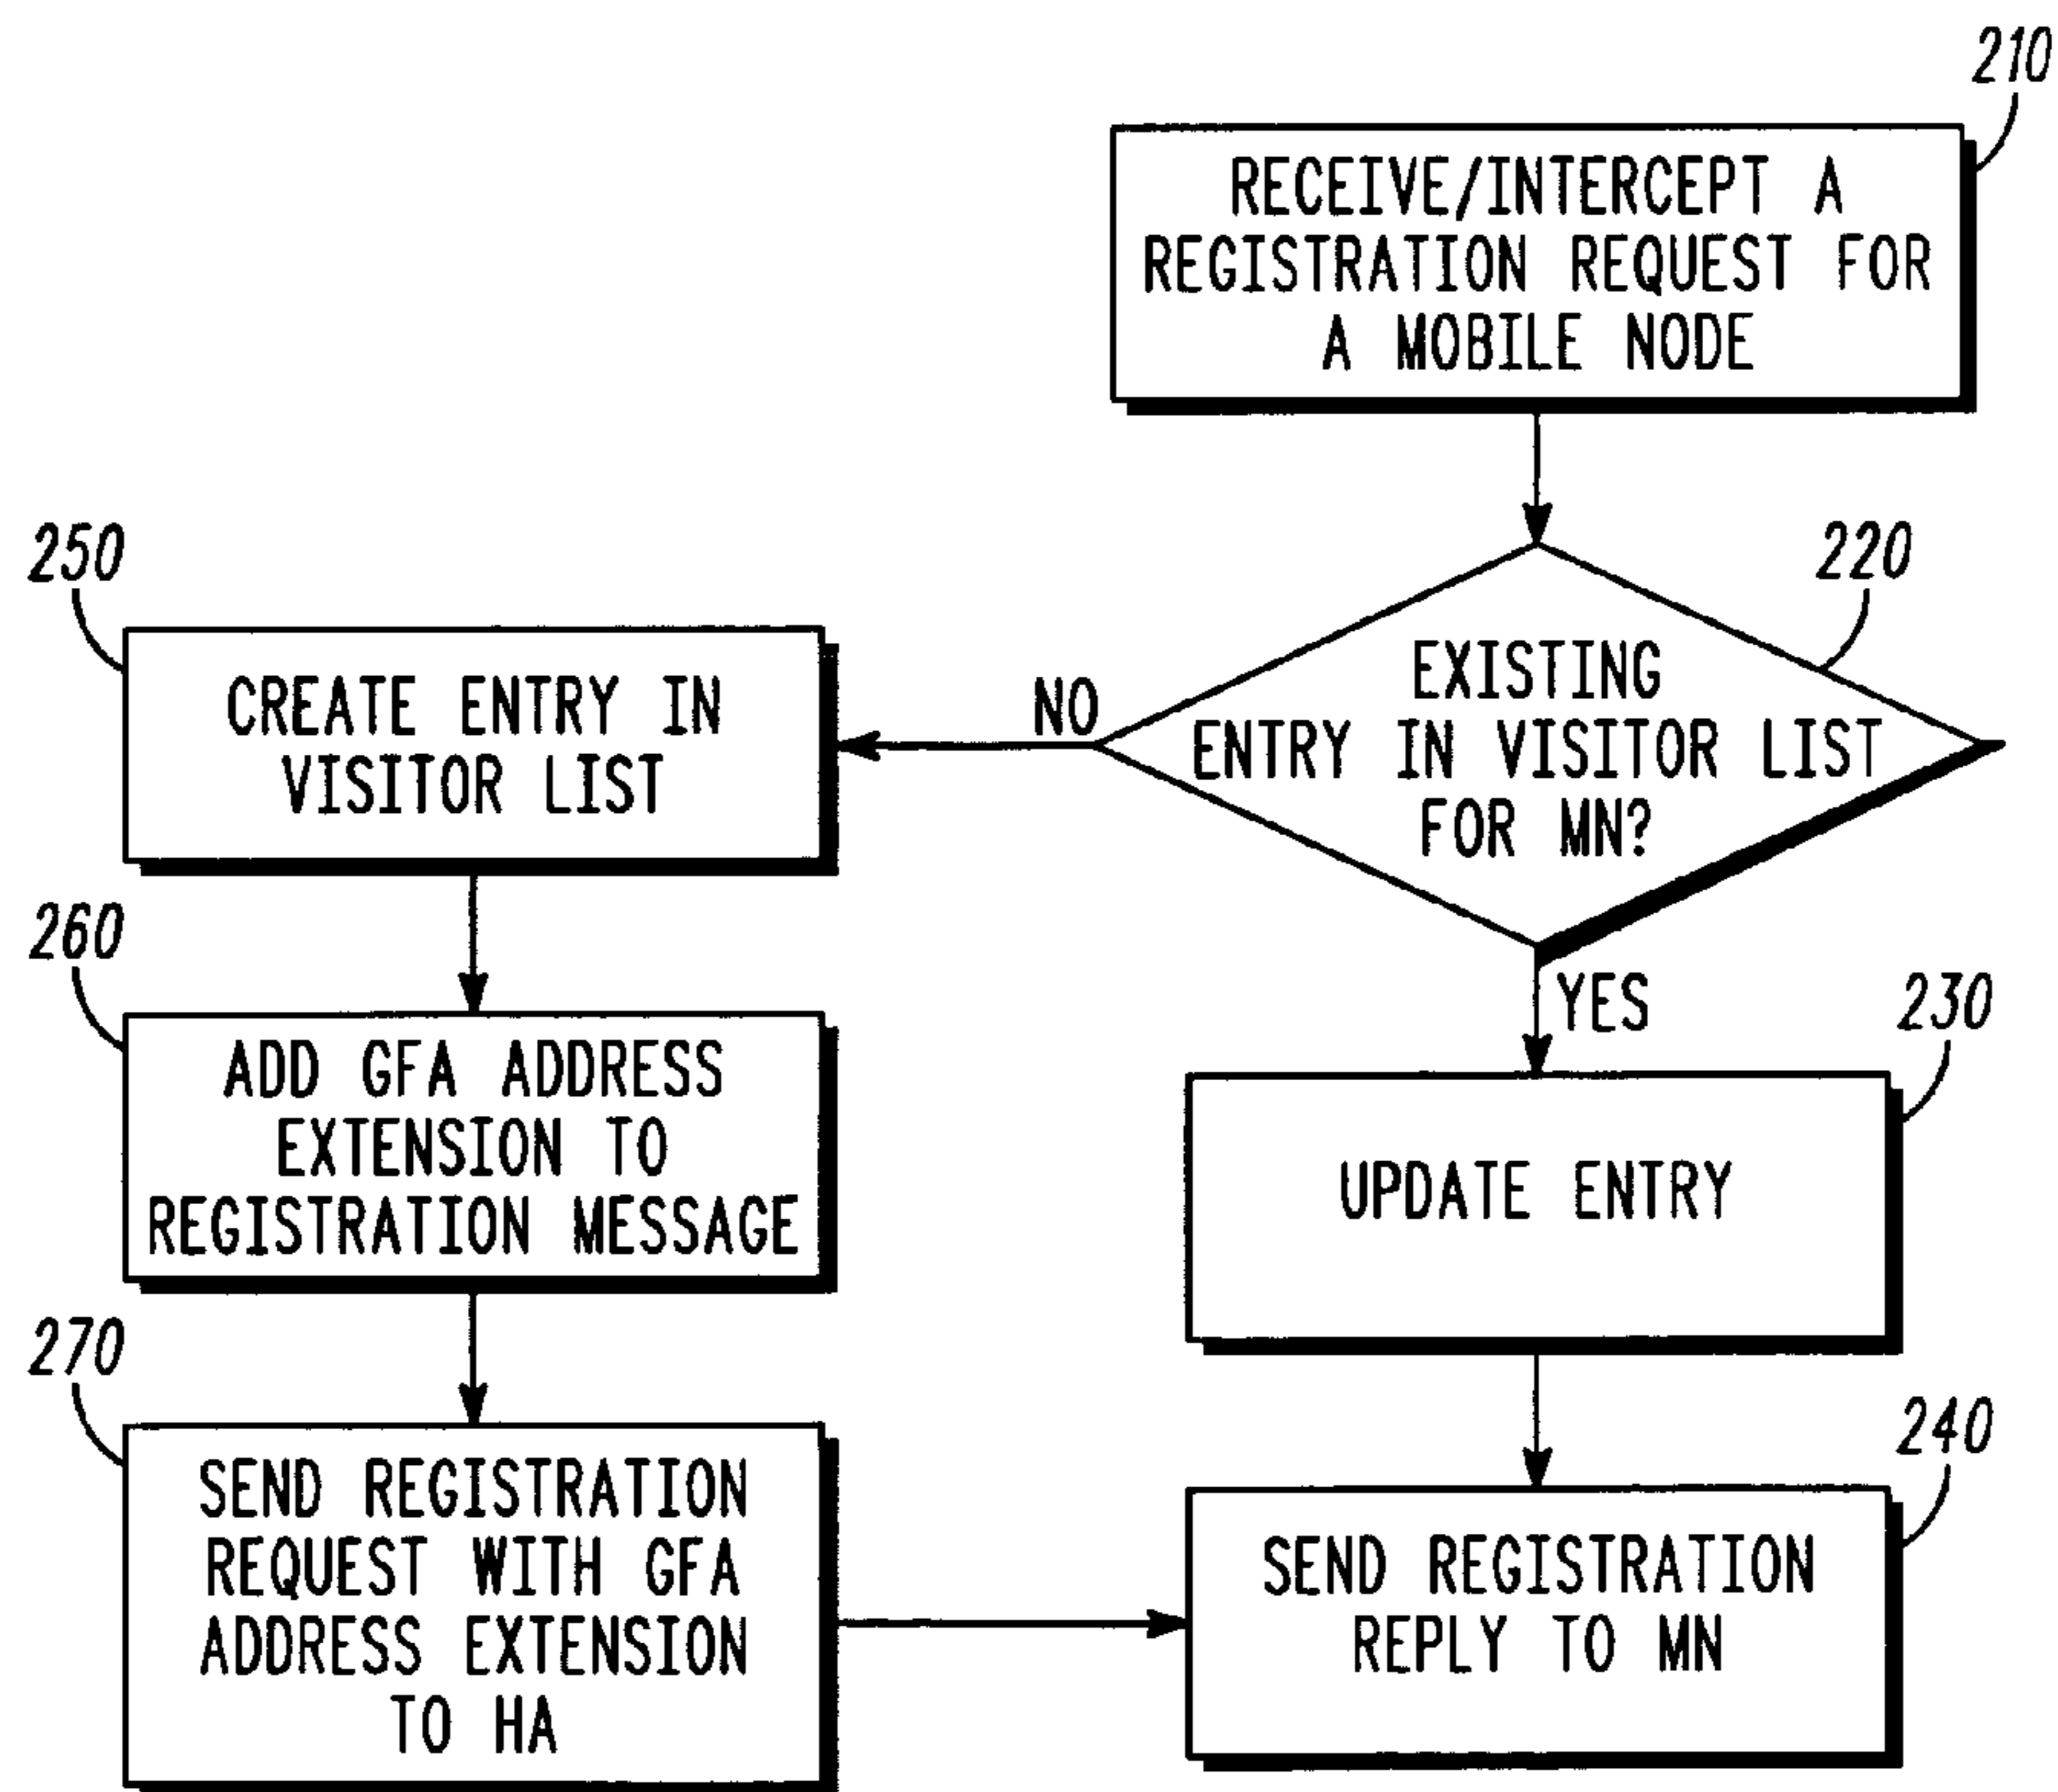 210
RECEIVE/INTERCEPT A
REGISTRATION REQUEST FOR
A MOBILE NODE
220
EXISTING
ENTRY IN VISITOR LIST
FOR MN?
NO
YES
250
CREATE ENTRY IN
VISITOR LIST
260
ADD GFA ADDRESS
EXTENSION TO
REGISTRATION MESSAGE
270
SEND REGISTRATION
REQUEST WITH GFA
ADDRESS EXTENSION
TO HA
230
UPDATE ENTRY
240
SEND REGISTRATION
REPLY TO MN